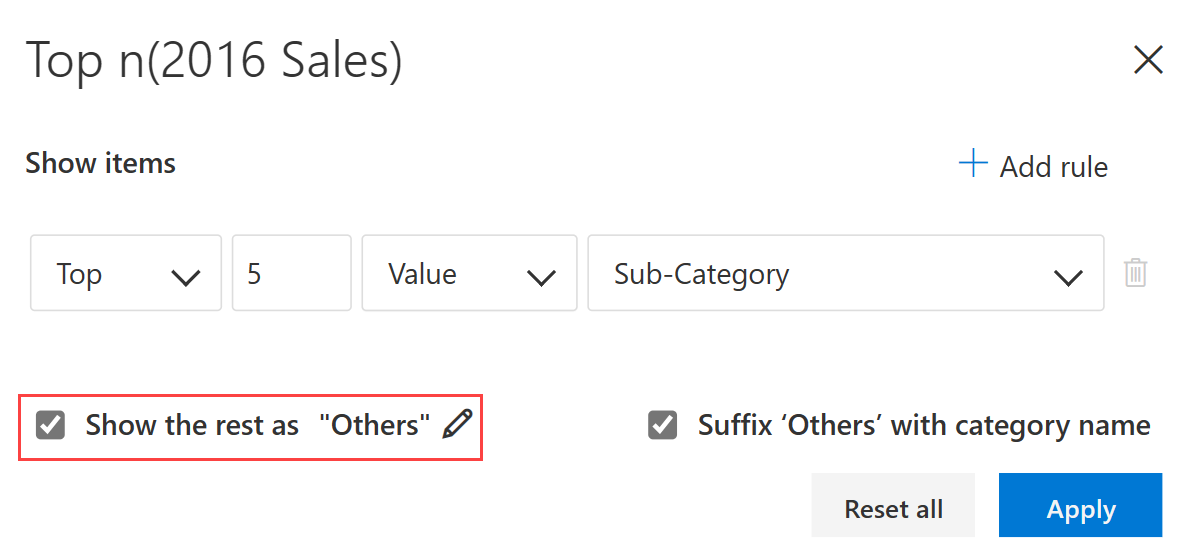 Top n(2016 Sales)
Show items
Add rule
Top 5 Value Sub-Category
Show the rest as "Others" Suffix ‘Others’ with category name
Reset all Apply